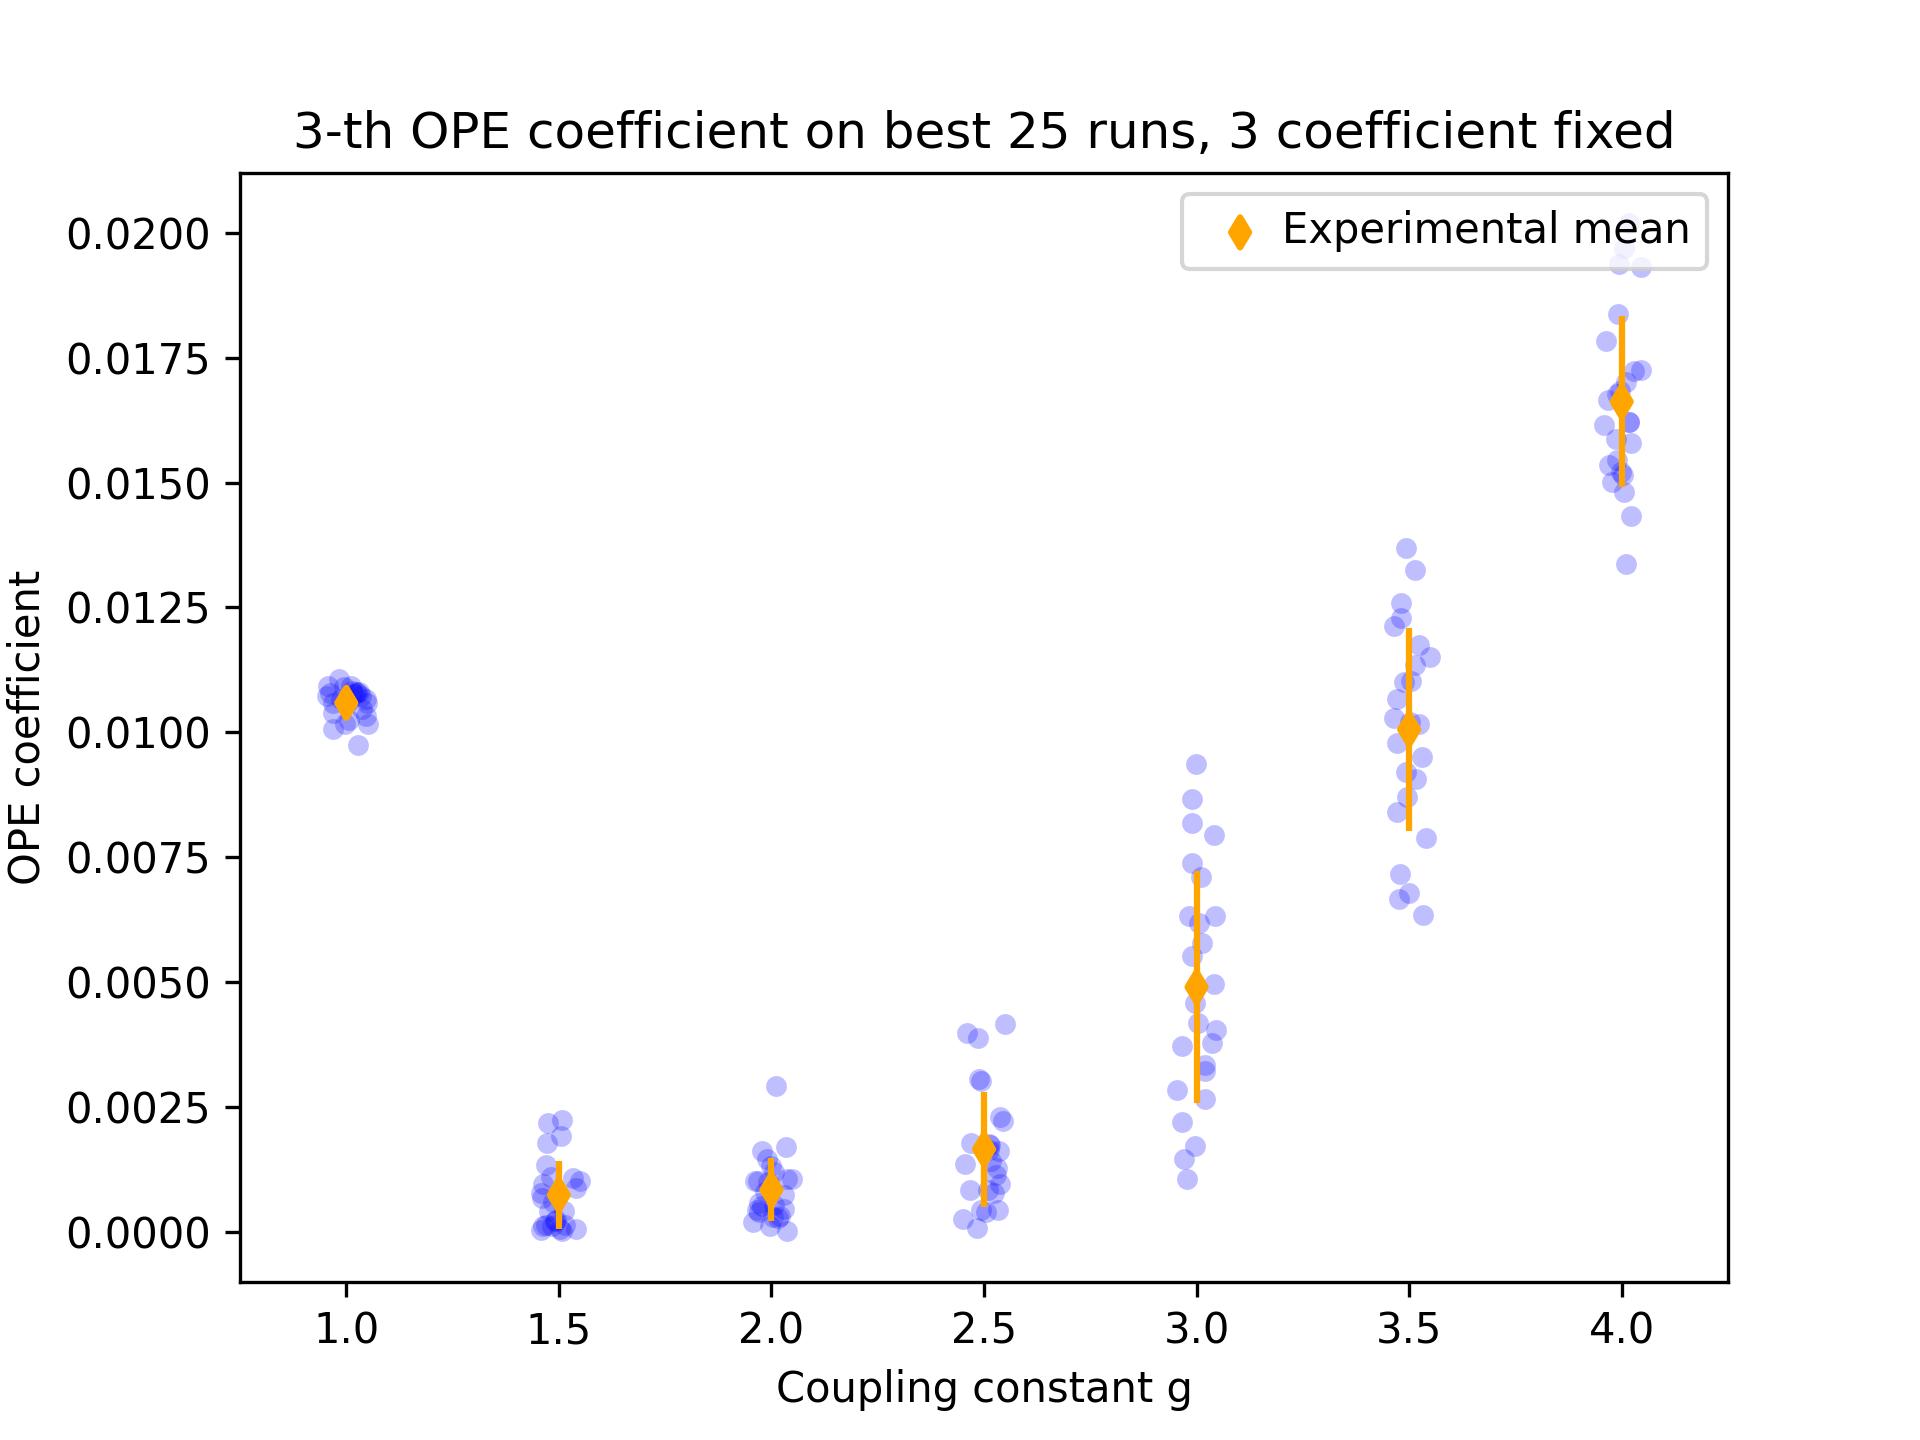 3-th OPE coefficient on best 25 runs, 3 coefficient fixed
Experimental mean
OPE coefficient
0.0200
0.0175
0.0150
0.0125
0.0100
0.0075
0.0050
0.0025
0.0000
1.0 1.5 2.0 2.5 3.0 3.5 4.0
Coupling constant g